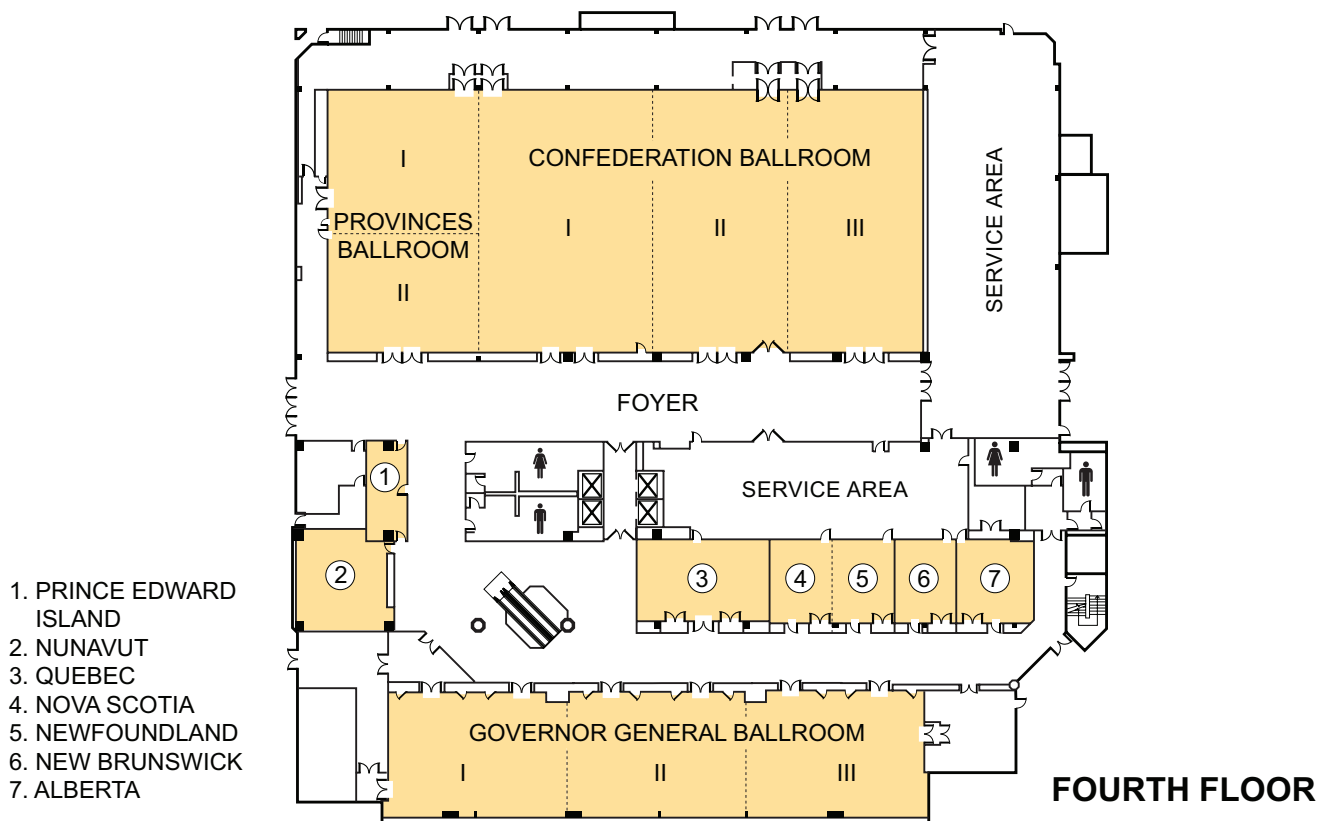 I
CONFEDERATION BALLROOM
PROVINCES
BALLROOM
I
II
III
II
SERVICE AREA
FOYER
1
SERVICE AREA
2
3
4
5
6
7
1. PRINCE EDWARD
ISLAND
2. NUNAVUT
3. QUEBEC
4. NOVA SCOTIA
5. NEWFOUNDLAND
6. NEW BRUNSWICK
7. ALBERTA
GOVERNOR GENERAL BALLROOM
I
II
III
FOURTH FLOOR